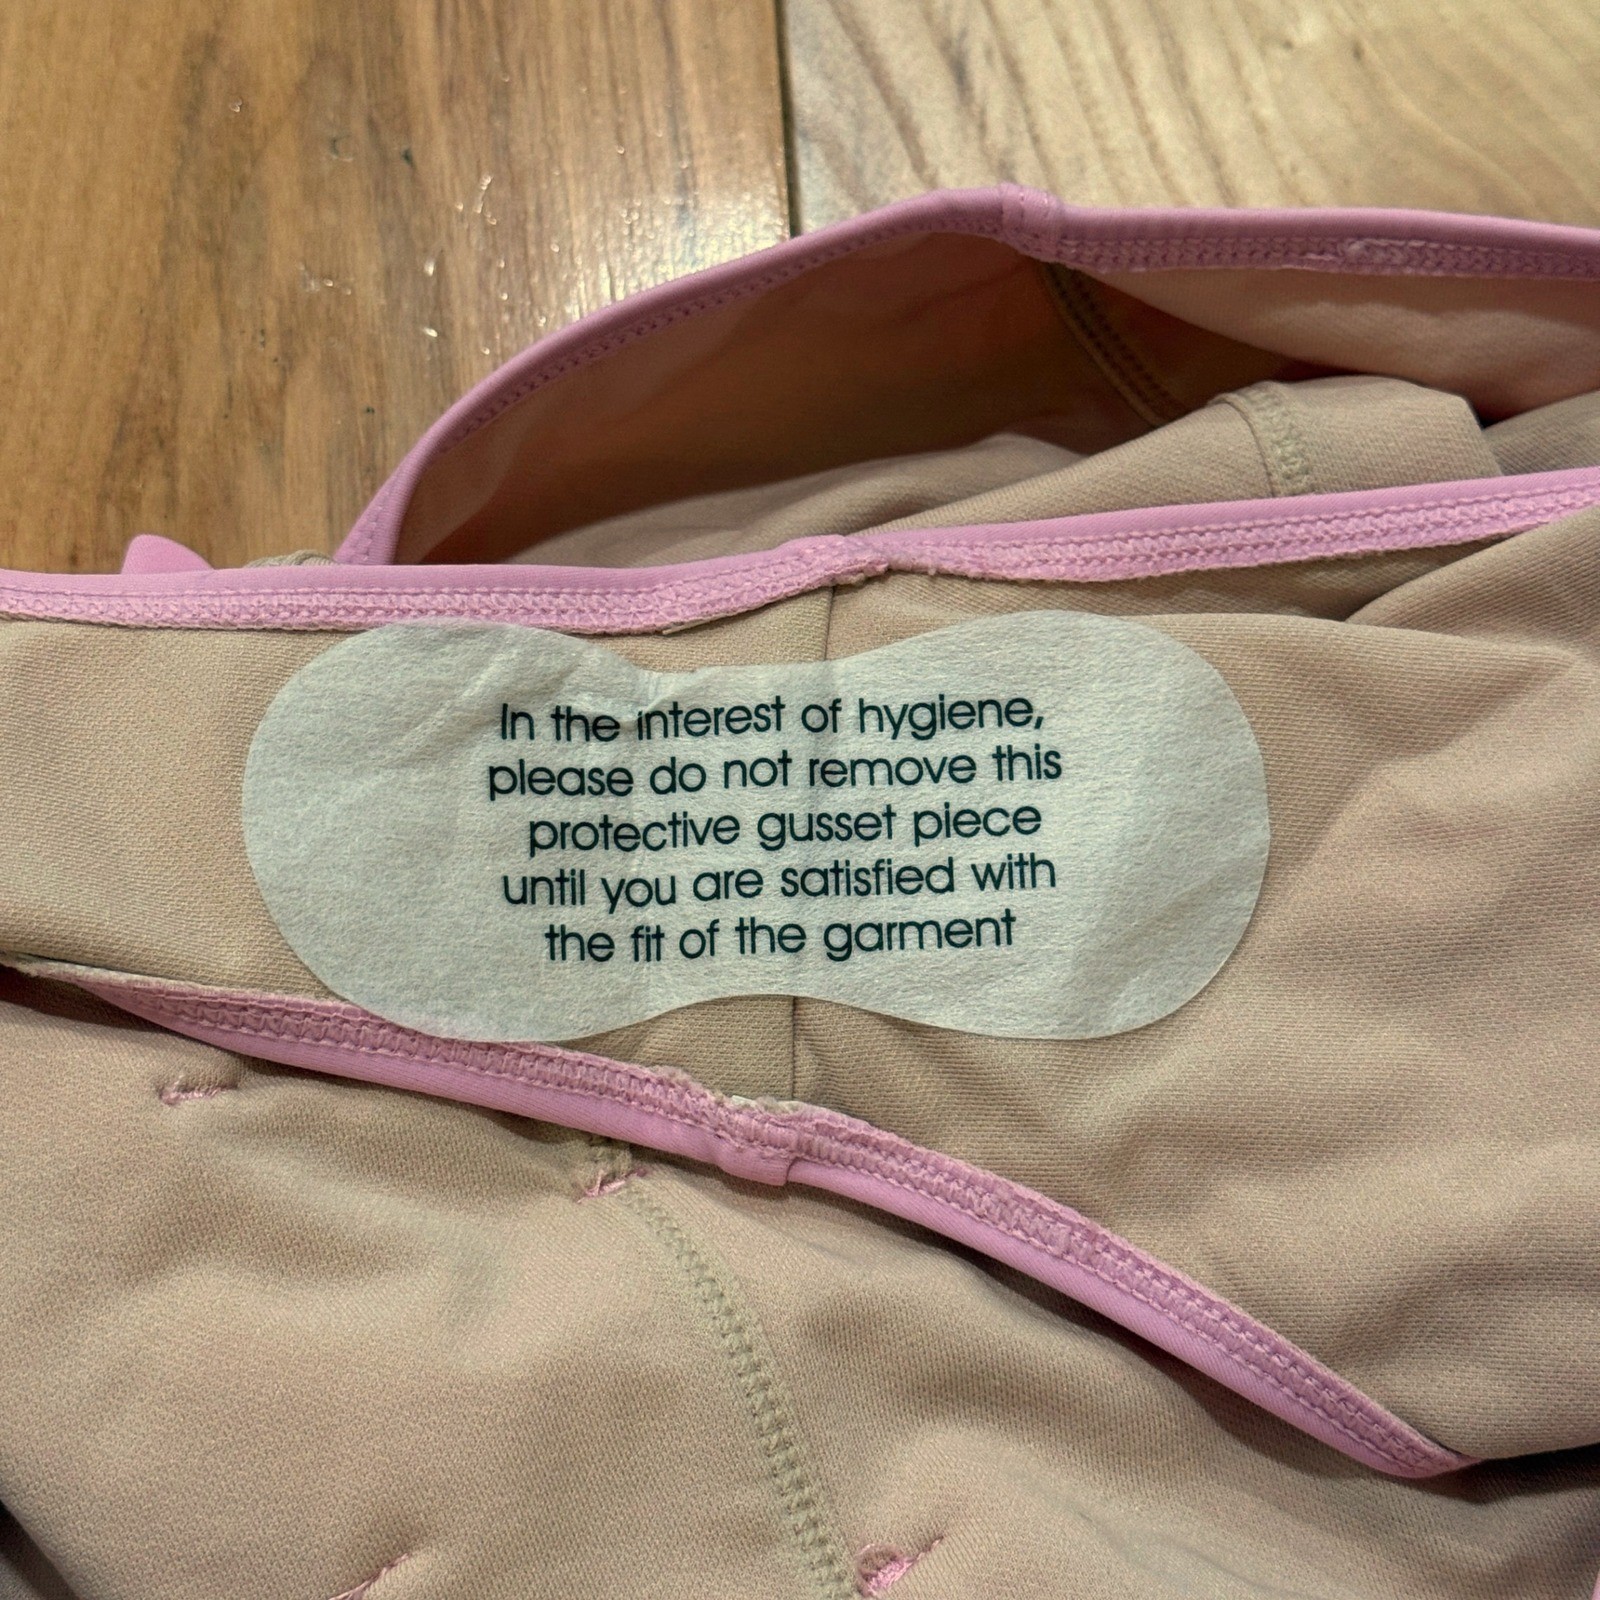 In the interest of hygiene,
please do not remove this
protective gusset piece
until you are satisfied with
the fit of the garment